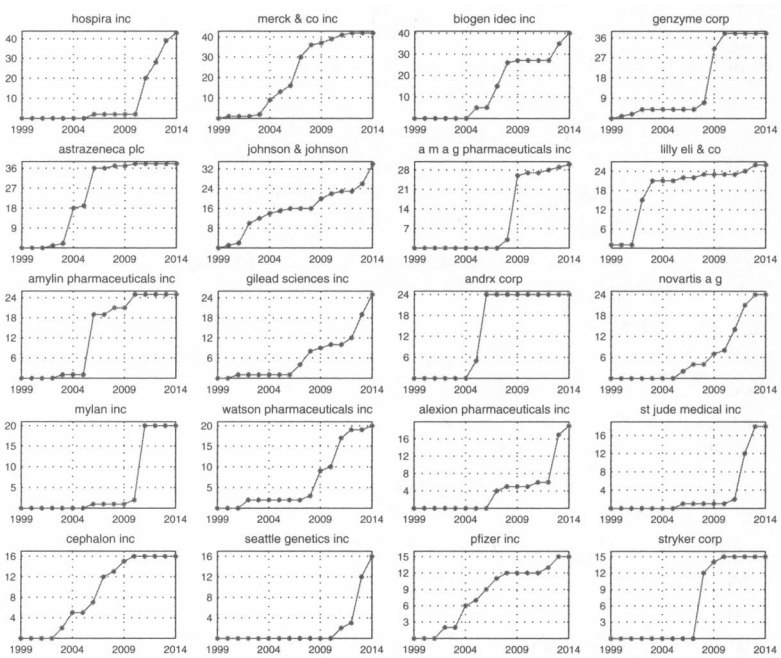 hospira inc
40
30
20
10
1999 2004 2009 2014
merck & co inc
40
30
20
10
1999 2004 2009 2014
biogen idec inc
40
30
20
10
1999 2004 2009 2014
genzyme corp
36
27
18
9
1999 2004 2009 2014
astrazeneca plc
36
27
18
9
1999 2004 2009 2014
johnson & johnson
32
24
16
8
1999 2004 2009 2014
a m a g pharmaceuticals inc
28
21
14
7
1999 2004 2009 2014
lilly eli & co
24
18
12
6
1999 2004 2009 2014
amylin pharmaceuticals inc
24
18
12
6
1999 2004 2009 2014
gilead sciences inc
24
18
12
6
1999 2004 2009 2014
andrx corp
24
18
12
6
1999 2004 2009 2014
novartis a g
24
18
12
6
1999 2004 2009 2014
mylan inc
20
15
10
5
1999 2004 2009 2014
watson pharmaceuticals inc
20
15
10
5
1999 2004 2009 2014
alexion pharmaceuticals inc
16
12
8
4
1999 2004 2009 2014
st jude medical inc
16
12
8
4
1999 2004 2009 2014
cephalon inc
16
12
8
4
1999 2004 2009 2014
seattle genetics inc
16
12
8
4
1999 2004 2009 2014
pfizer inc
15
12
9
6
3
1999 2004 2009 2014
stryker corp
15
12
9
6
3
1999 2004 2009 2014